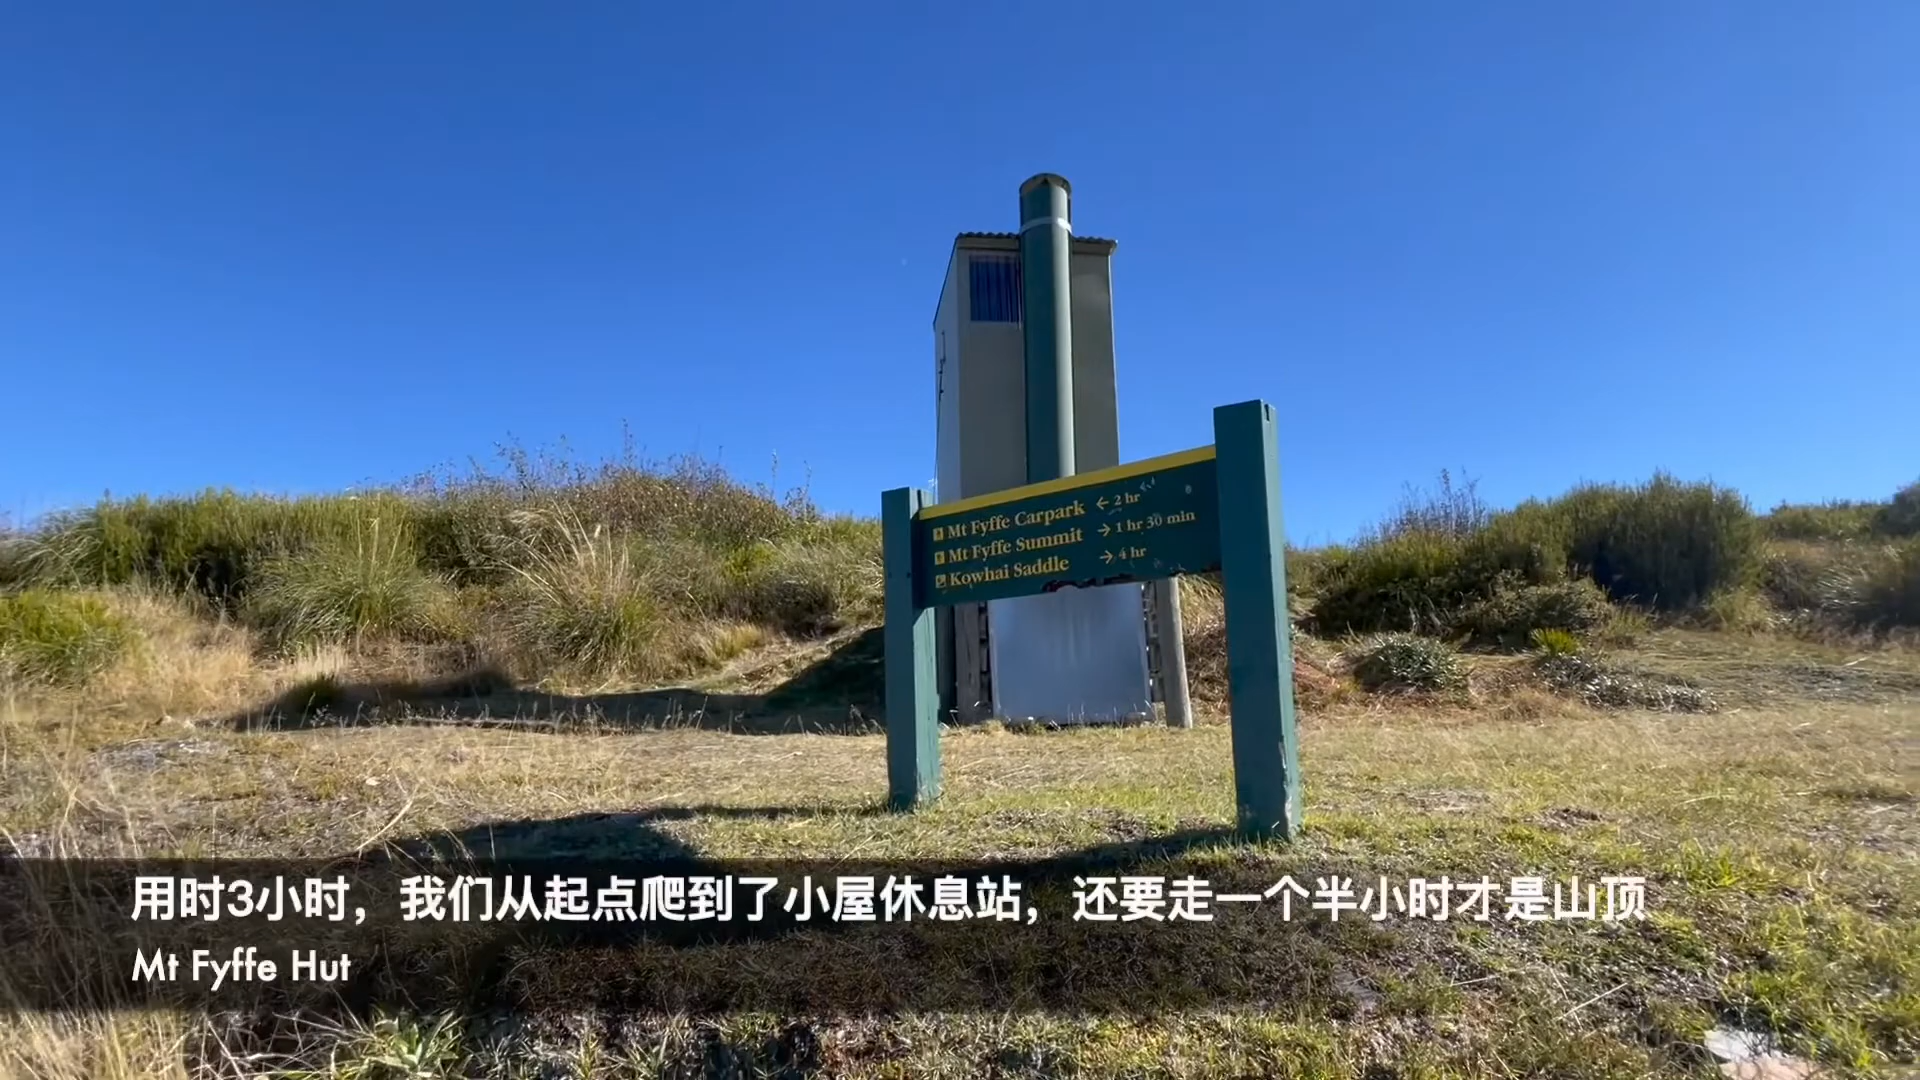 Mt Fyffe Carpark ← 2 hr
Mt Fyffe Summit → 1 hr 30 min
Kowhai Saddle → 4 hr
用时3小时，我们从起点爬到了小屋休息站，还要走一个半小时才是山顶
Mt Fyffe Hut